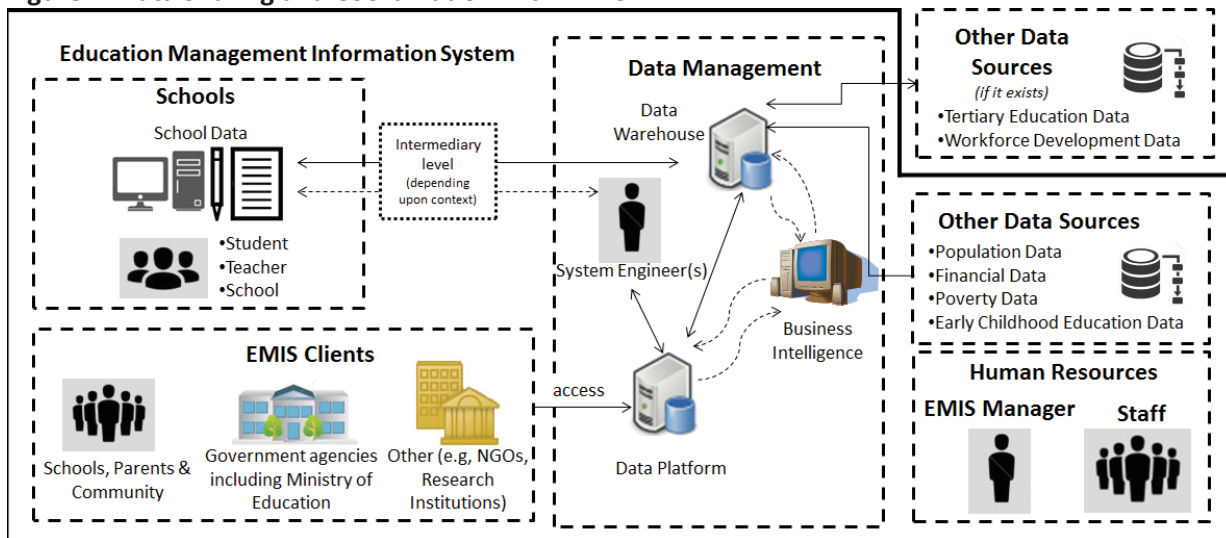 Education Management Information System
Schools
School Data
•Student
•Teacher
•School
Intermediary
level
(depending
upon context)
EMIS Clients
Schools, Parents &
Community
Government agencies
including Ministry of
Education
Other (e.g, NGOs,
Research
Institutions)
access
Data Management
Data
Warehouse
System Engineer(s)
Business
Intelligence
Data Platform
Other Data
Sources
(if it exists)
•Tertiary Education Data
•Workforce Development Data
Other Data Sources
•Population Data
•Financial Data
•Poverty Data
•Early Childhood Education Data
Human Resources
EMIS Manager
Staff